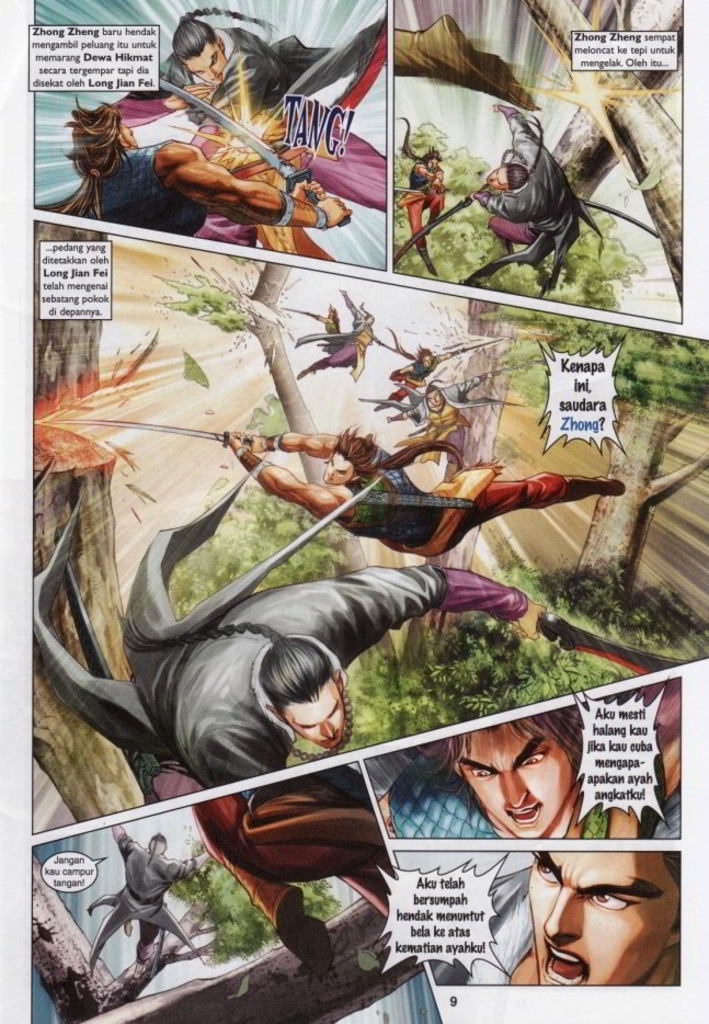 Zhong Zheng baru hendak
mengambil peluang itu untuk
memarang Dewa Hikmat
secara tergempar tapi dia
disekat oleh Long Jian Fei.
TANG!
Zhong Zheng sempat
meloncat ke tepi untuk
mengelak. Oleh itu...
...pedang yang
ditetakkan oleh
Long Jian Fei
telah mengenai
sebatang pokok
di depannya.
Kenapa
ini,
saudara
Zhong?
Aku mesti
halang kau
jika kau cuba
mengapa-
apakan ayah
angkatku!
Jangan
kau campur
tangan!
Aku telah
bersumpah
hendak menuntut
bela ke atas
kematian ayahku!
9